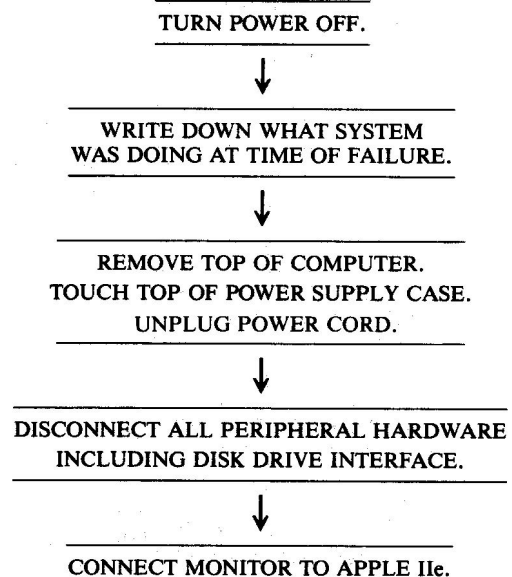 TURN POWER OFF.
WRITE DOWN WHAT SYSTEM
WAS DOING AT TIME OF FAILURE.
REMOVE TOP OF COMPUTER.
TOUCH TOP OF POWER SUPPLY CASE.
UNPLUG POWER CORD.
DISCONNECT ALL PERIPHERAL HARDWARE
INCLUDING DISK DRIVE INTERFACE.
CONNECT MONITOR TO APPLE IIe.